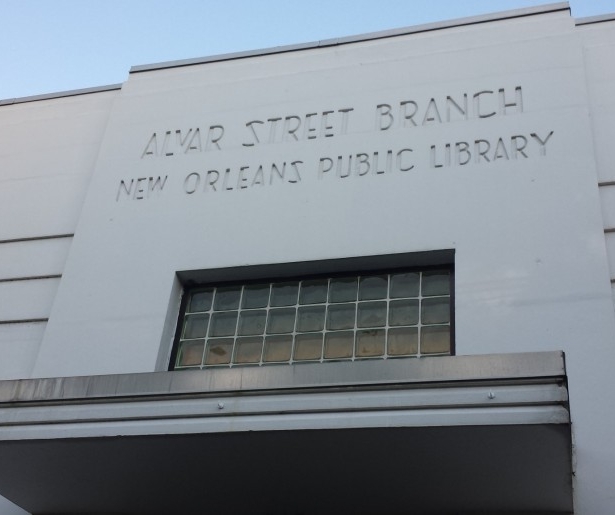 ALVAR STREET BRANCH
NEW ORLEANS PUBLIC LIBRARY